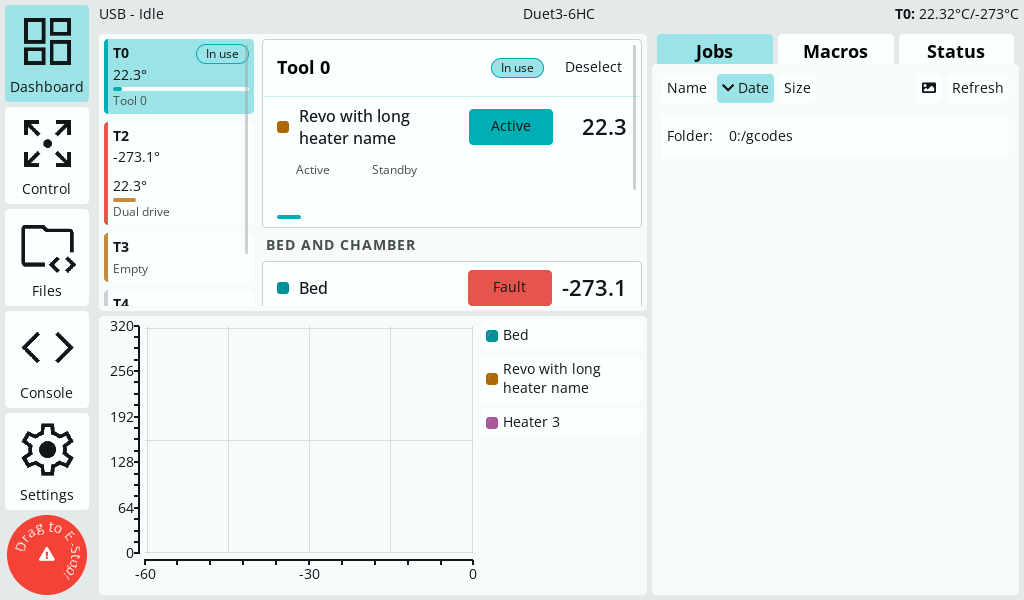 USB - Idle
Duet3-6HC
T0: 22.32°C/-273°C
Dashboard
Control
Files
Console
Settings
Drag to E-Stop!
T0
In use
22.3°
Tool 0
T2
-273.1°
22.3°
Dual drive
T3
Empty
T4
Tool 0
In use
Deselect
Revo with long
heater name
Active
22.3
Active
Standby
BED AND CHAMBER
Bed
Fault
-273.1
320
256
192
128
64
0
-60
-30
0
Bed
Revo with long
heater name
Heater 3
Jobs
Macros
Status
Name
Date
Size
Refresh
Folder:
0:/gcodes